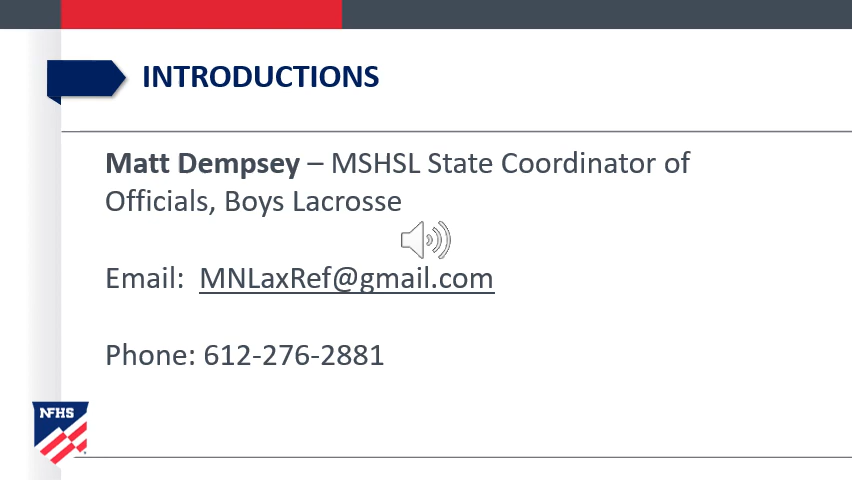 INTRODUCTIONS
Matt Dempsey – MSHSL State Coordinator of
Officials, Boys Lacrosse
Email:  MNLaxRef@gmail.com
Phone: 612-276-2881
NFHS